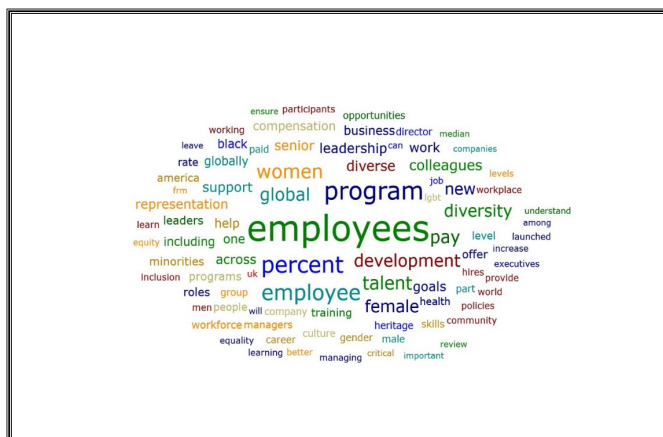 ensure participants opportunities
working compensation business director median
leave black paid senior leadership can work companies
rate globally women diverse colleagues levels
america support global program job new workplace
frm lgbt
representation diversity understand
learn leaders help employees pay level launched among
equity including one increase
minorities across percent development offer executives
inclusion programs uk employee talent goals hires provide
roles group female health part world
men people will company training policies
workforce managers culture heritage skills community
equality career gender male review
learning better managing critical important